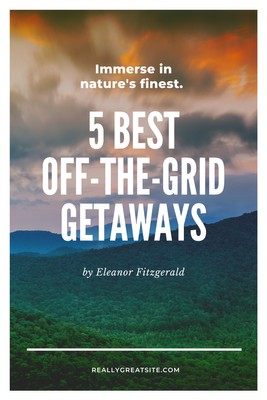 Immerse in
nature's finest.
5 BEST
OFF-THE-GRID
GETAWAYS
by Eleanor Fitzgerald
REALLYGREATSITE.COM